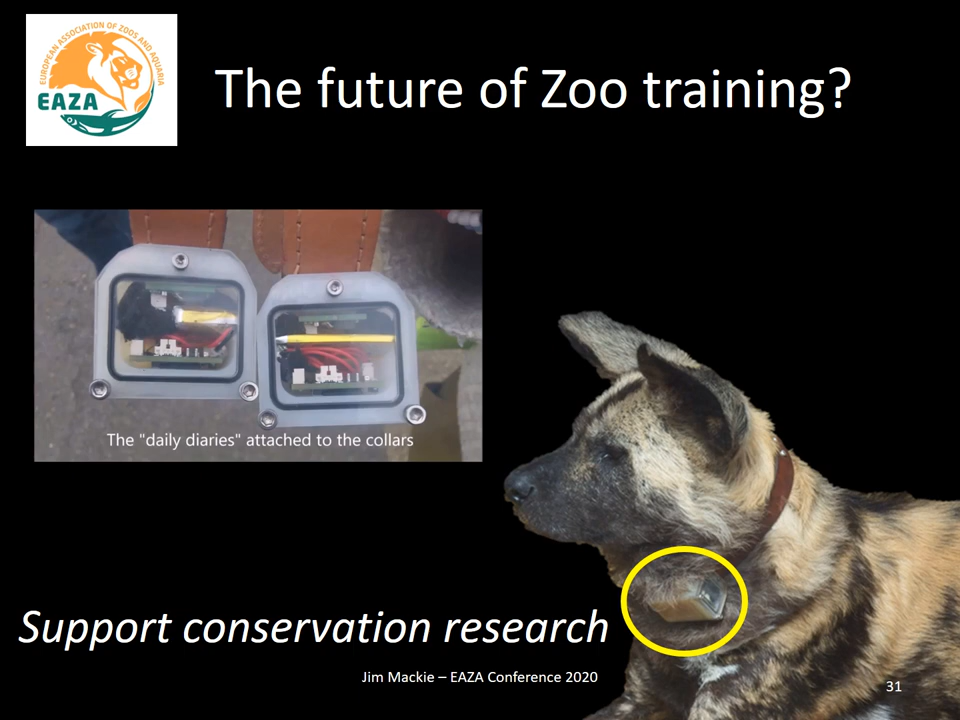 EUROPEAN ASSOCIATION OF ZOOS AND AQUARIA
EAZA
The future of Zoo training?
The "daily diaries" attached to the collars
Support conservation research
Jim Mackie – EAZA Conference 2020
31